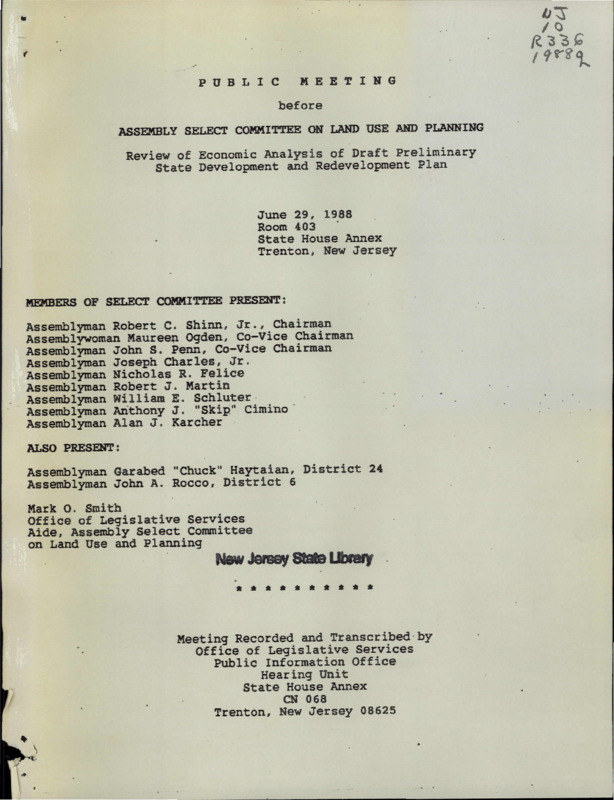 NJ
10
R336
1988q
PUBLIC MEETING
before
ASSEMBLY SELECT COMMITTEE ON LAND USE AND PLANNING
Review of Economic Analysis of Draft Preliminary
State Development and Redevelopment Plan
June 29, 1988
Room 403
State House Annex
Trenton, New Jersey
MEMBERS OF SELECT COMMITTEE PRESENT:
Assemblyman Robert C. Shinn, Jr., Chairman
Assemblywoman Maureen Ogden, Co-Vice Chairman
Assemblyman John S. Penn, Co-Vice Chairman
Assemblyman Joseph Charles, Jr.
Assemblyman Nicholas R. Felice
Assemblyman Robert J. Martin
Assemblyman William E. Schluter
Assemblyman Anthony J. "Skip" Cimino
Assemblyman Alan J. Karcher
ALSO PRESENT:
Assemblyman Garabed "Chuck" Haytaian, District 24
Assemblyman John A. Rocco, District 6
Mark O. Smith
Office of Legislative Services
Aide, Assembly Select Committee
on Land Use and Planning
New Jersey State Library
* * * * * * * * * *
Meeting Recorded and Transcribed by
Office of Legislative Services
Public Information Office
Hearing Unit
State House Annex
CN 068
Trenton, New Jersey 08625